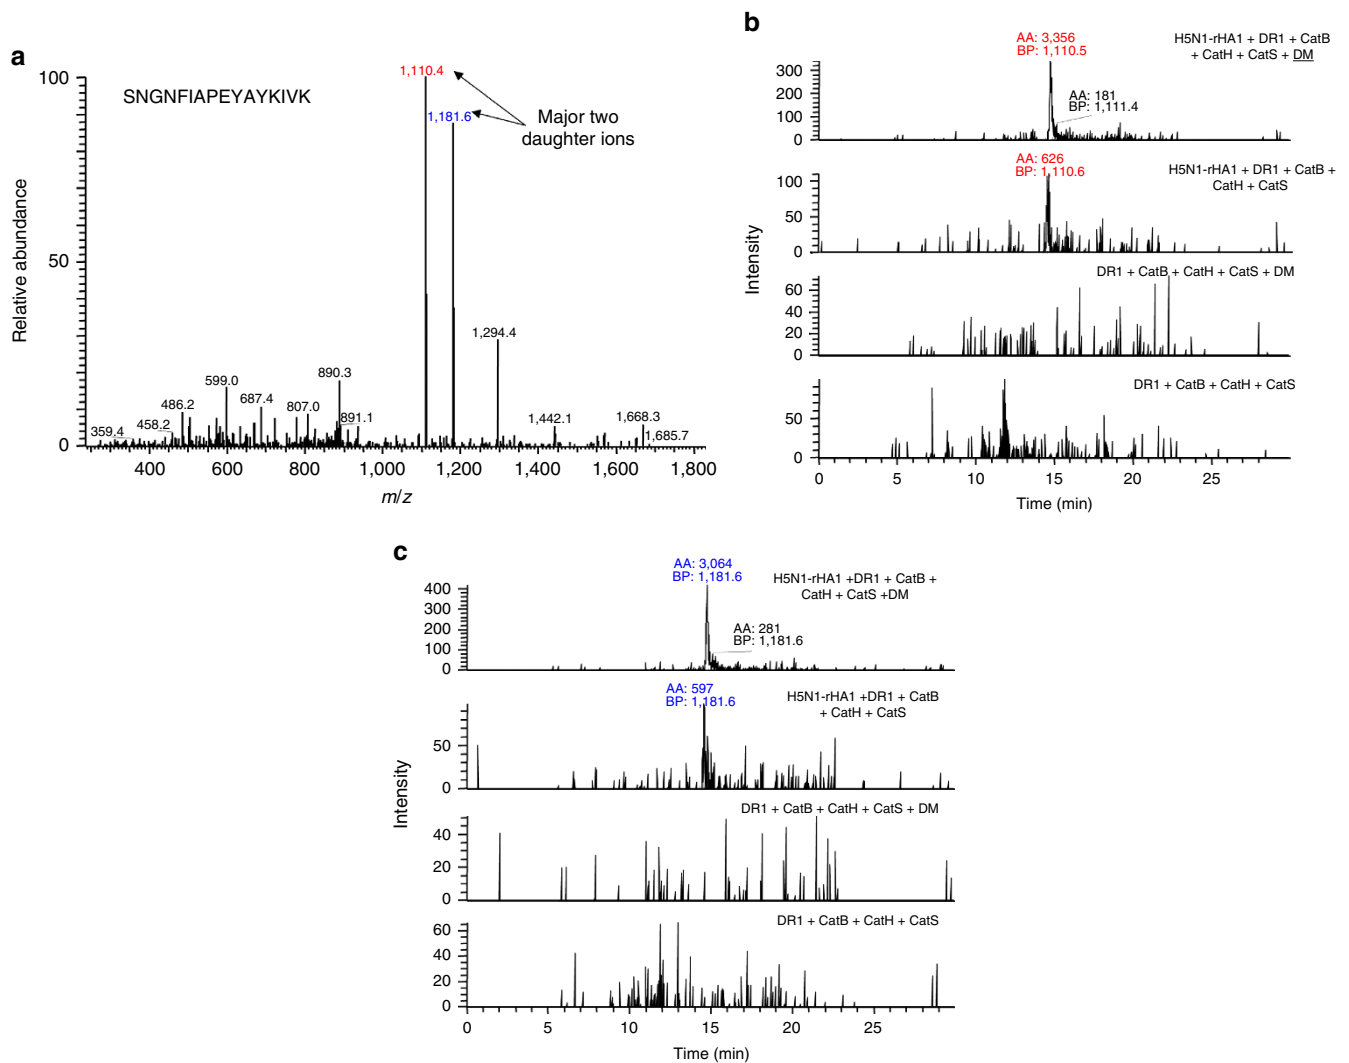 a
SNGNFIAPEYAYKIVK
1,110.4
1,181.6
Major two
daughter ions
1,294.4
890.3
599.0
687.4
486.2
807.0
891.1
458.2
359.4
1,442.1
1,668.3
1,685.7
100
50
0
Relative abundance
400
600
800
1,000
1,200
1,400
1,600
1,800
m/z
b
AA: 3,356
BP: 1,110.5
H5N1-rHA1 + DR1 + CatB
+ CatH + CatS + DM
AA: 181
BP: 1,111.4
300
200
100
0
AA: 626
BP: 1,110.6
H5N1-rHA1 + DR1 + CatB +
CatH + CatS
100
50
0
DR1 + CatB + CatH + CatS + DM
60
40
20
0
DR1 + CatB + CatH + CatS
50
0
Intensity
0
5
10
15
20
25
Time (min)
c
AA: 3,064
BP: 1,181.6
H5N1-rHA1 +DR1 + CatB +
CatH + CatS +DM
AA: 281
BP: 1,181.6
400
300
200
100
0
AA: 597
BP: 1,181.6
H5N1-rHA1 +DR1 + CatB
+ CatH + CatS
50
0
DR1 + CatB + CatH + CatS + DM
40
20
0
DR1 + CatB + CatH + CatS
60
40
20
0
Intensity
0
5
10
15
20
25
Time (min)